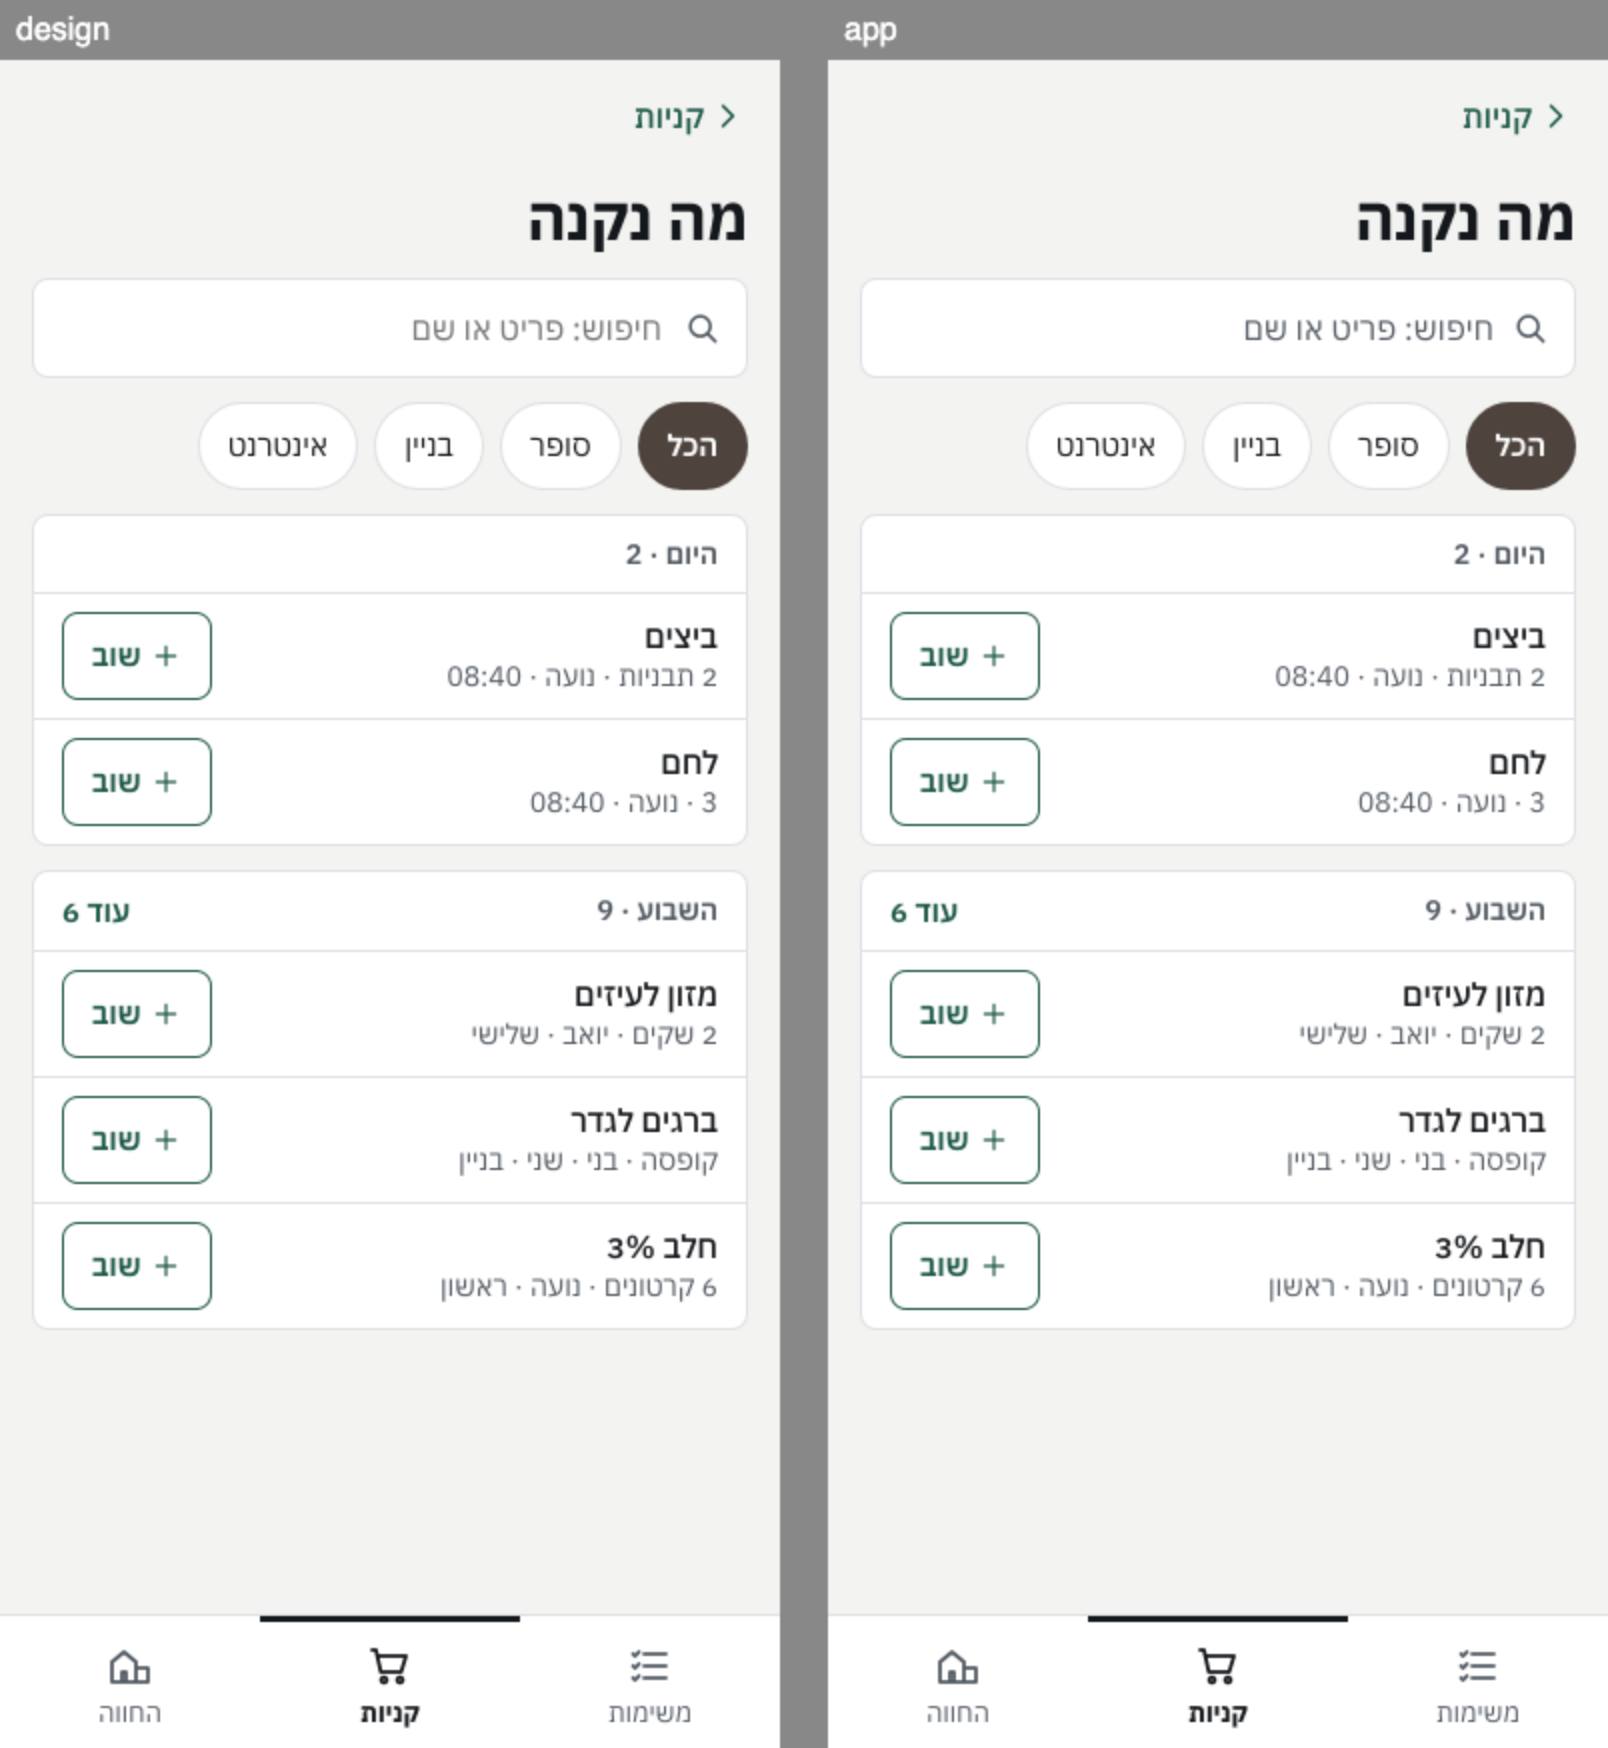 design
קניות
מה נקנה
חיפוש: פריט או שם
הכל
סופר
בניין
אינטרנט
היום · 2
ביצים
2 תבניות · נועה · 08:40
+ שוב
לחם
3 · נועה · 08:40
+ שוב
השבוע · 9
עוד 6
מזון לעיזים
2 שקים · יואב · שלישי
+ שוב
ברגים לגדר
קופסה · בני · שני · בניין
+ שוב
חלב 3%
6 קרטונים · נועה · ראשון
+ שוב
משימות
קניות
החווה
app
קניות
מה נקנה
חיפוש: פריט או שם
הכל
סופר
בניין
אינטרנט
היום · 2
ביצים
2 תבניות · נועה · 08:40
+ שוב
לחם
3 · נועה · 08:40
+ שוב
השבוע · 9
עוד 6
מזון לעיזים
2 שקים · יואב · שלישי
+ שוב
ברגים לגדר
קופסה · בני · שני · בניין
+ שוב
חלב 3%
6 קרטונים · נועה · ראשון
+ שוב
משימות
קניות
החווה